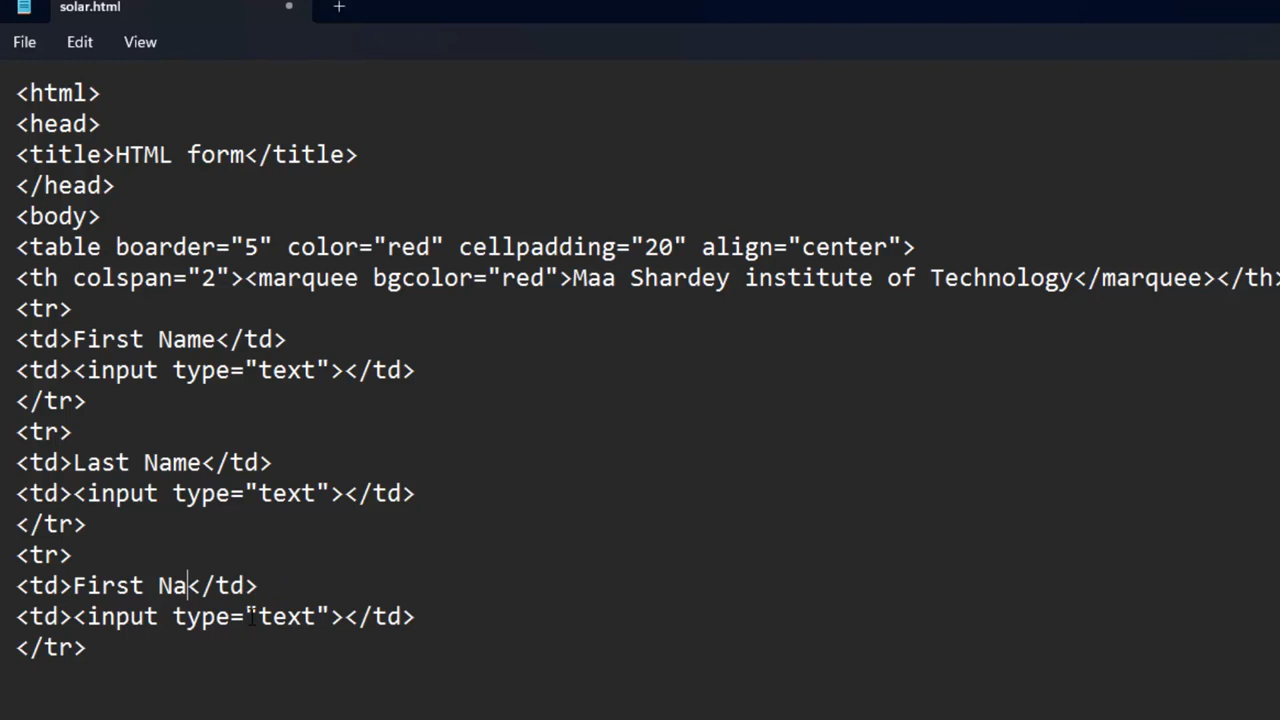 solar.html
File Edit View
<html>
<head>
<title>HTML form</title>
</head>
<body>
<table boarder="5" color="red" cellpadding="20" align="center">
<th colspan="2"><marquee bgcolor="red">Maa Shardey institute of Technology</marquee></th>
<tr>
<td>First Name</td>
<td><input type="text"></td>
</tr>
<tr>
<td>Last Name</td>
<td><input type="text"></td>
</tr>
<tr>
<td>First Na</td>
<td><input type="text"></td>
</tr>